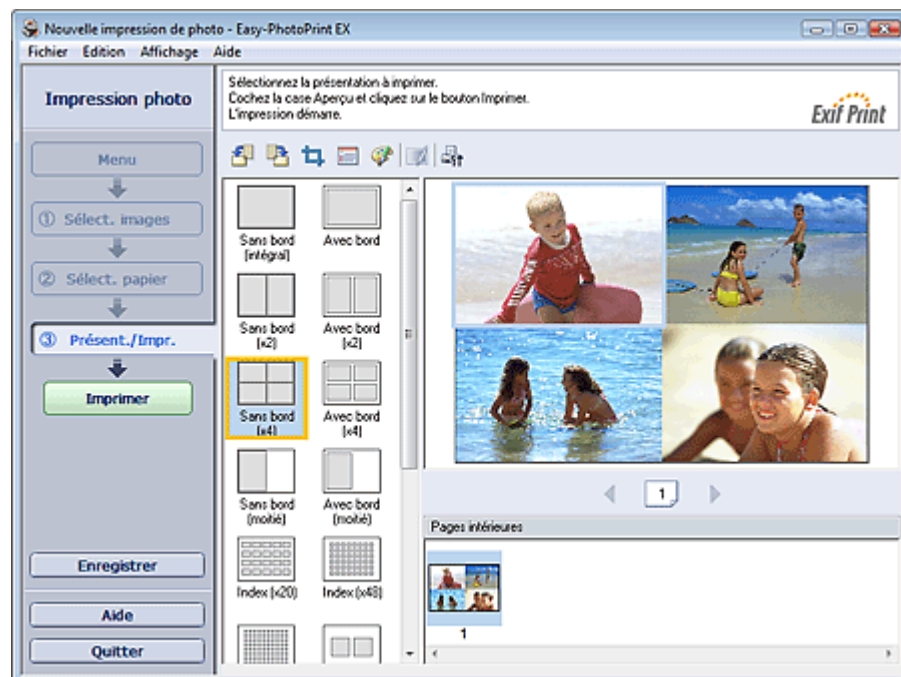 Nouvelle impression de photo - Easy-PhotoPrint EX
Fichier Edition Affichage Aide
Impression photo
Sélectionnez la présentation à imprimer.
Cochez la case Aperçu et cliquez sur le bouton Imprimer.
L'impression démarre.
Exif Print
Menu
① Sélect. images
② Sélect. papier
③ Présent./Impr.
Imprimer
Enregistrer
Aide
Quitter
Sans bord
(intégral)
Avec bord
Sans bord
(x2)
Avec bord
(x2)
Sans bord
(x4)
Avec bord
(x4)
Sans bord
(moitié)
Avec bord
(moitié)
Index (x20)
Index (x48)
1
Pages intérieures
1